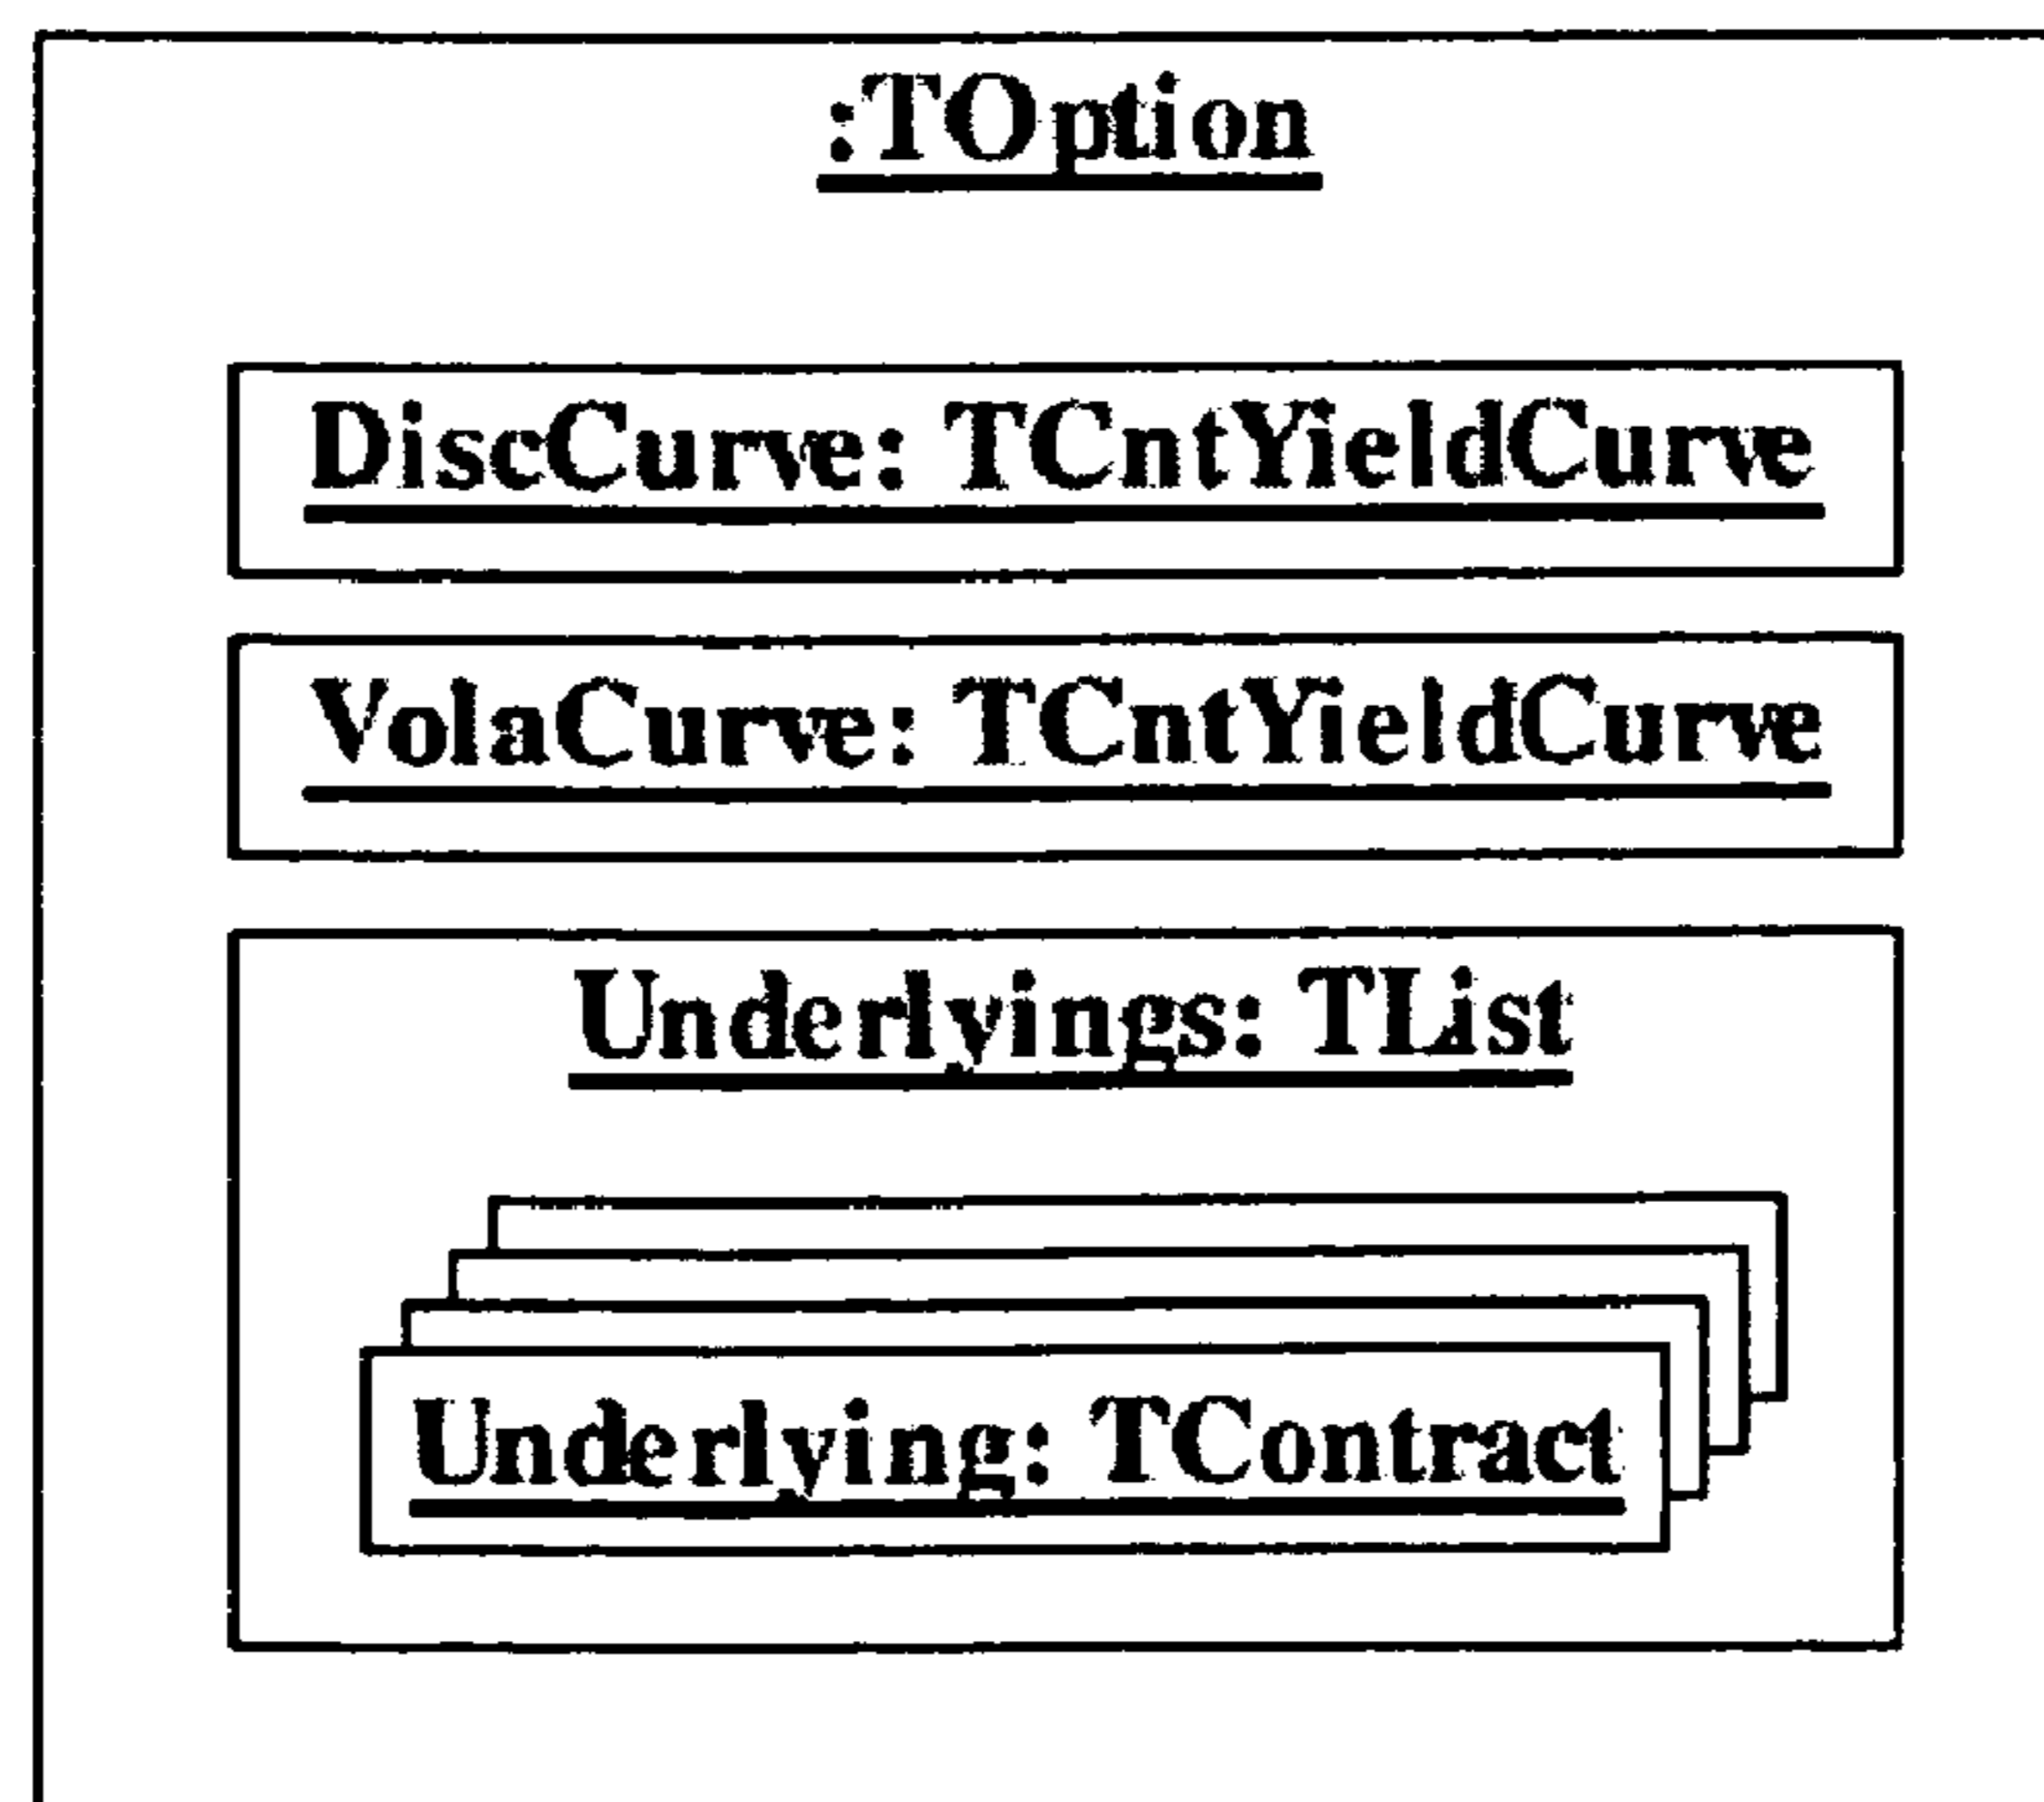 :TOption
DiscCurve: TCntYieldCurve
VolaCurve: TCntYieldCurve
Underlyings: TList
Underlying: TContract